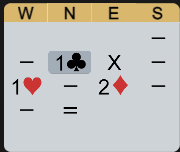 W N E S
–
– 1♣ X –
1♥ – 2♦ –
– =